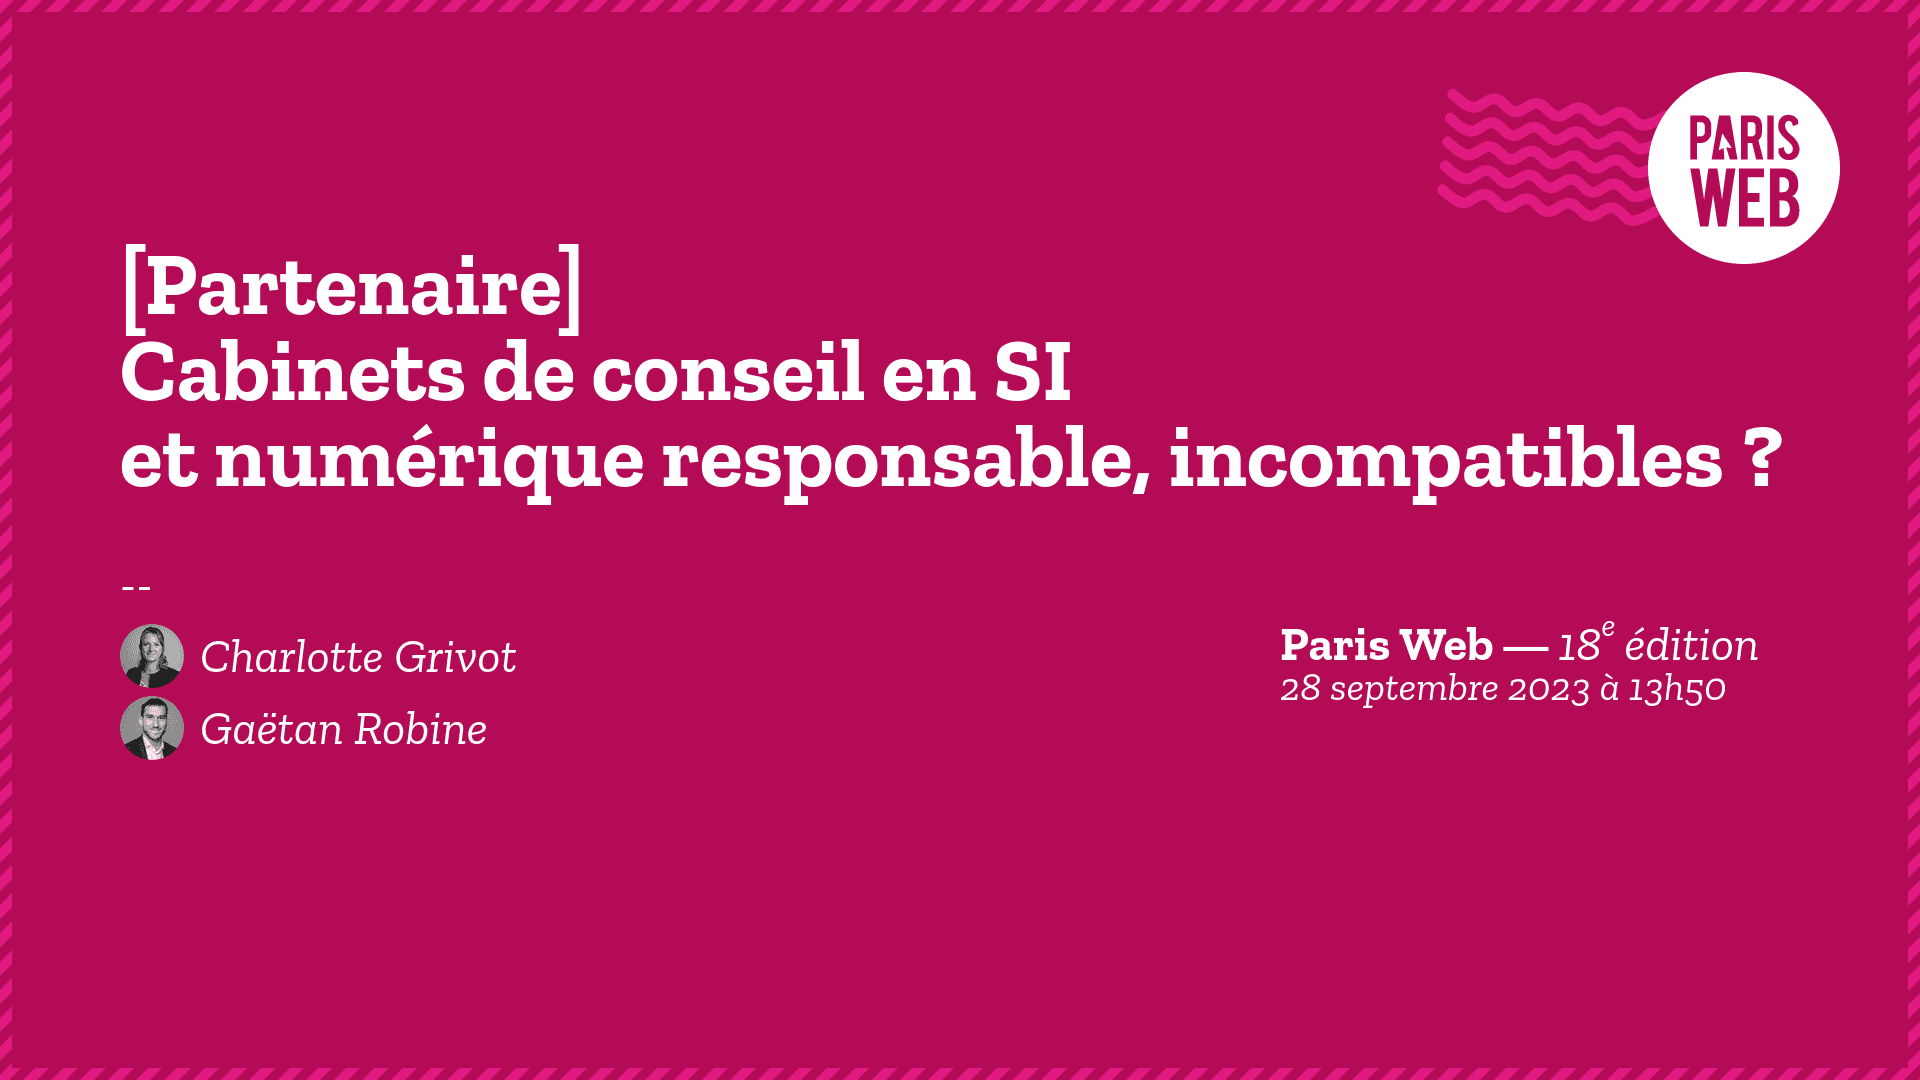 PARIS
WEB
[Partenaire]
Cabinets de conseil en SI
et numérique responsable, incompatibles ?
--
Charlotte Grivot
Gaëtan Robine
Paris Web — 18e édition
28 septembre 2023 à 13h50